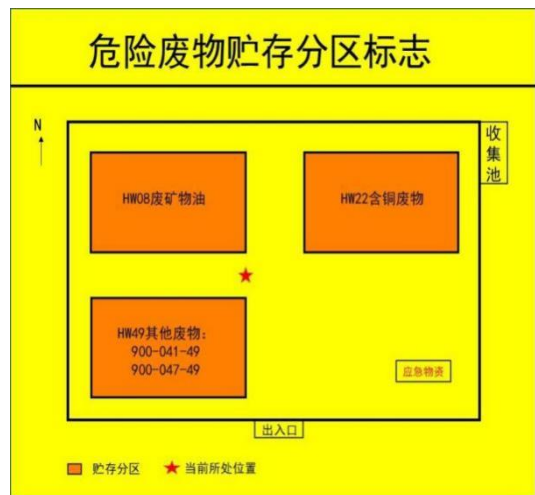 危险废物贮存分区标志
N
收集池
HW08废矿物油
HW22含铜废物
HW49其他废物：
900-041-49
900-047-49
应急物资
出入口
贮存分区
当前所处位置